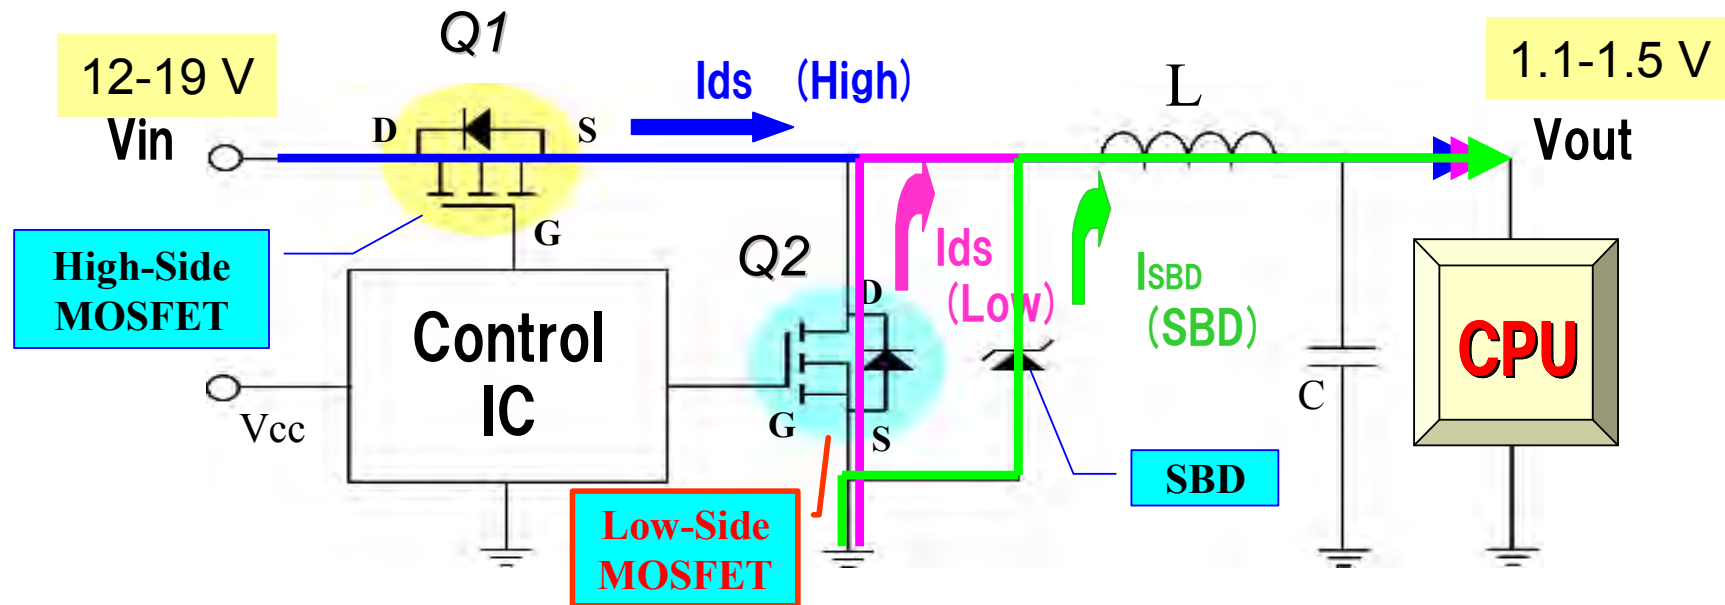 Q1
12-19 V
Vin
Ids (High)
L
1.1-1.5 V
Vout
D
S
G
High-Side
MOSFET
Q2
Ids
(Low)
ISBD
(SBD)
D
Control
IC
CPU
C
Vcc
G
S
SBD
Low-Side
MOSFET